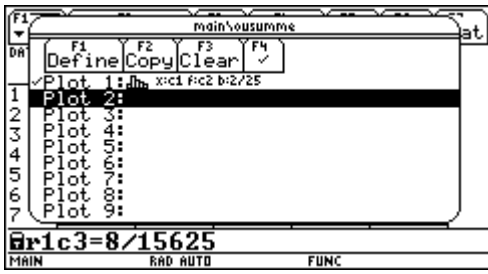 main\ousumme
F1
at
DA
F1 F2 F3 F4
Define Copy Clear ✓
✓Plot 1: x:c1 f:c2 b:2/25
1 Plot 2:
2 Plot 3:
3 Plot 4:
4 Plot 5:
5 Plot 6:
6 Plot 7:
Plot 8:
7 Plot 9:
r1c3=8/15625
MAIN RAD AUTO FUNC